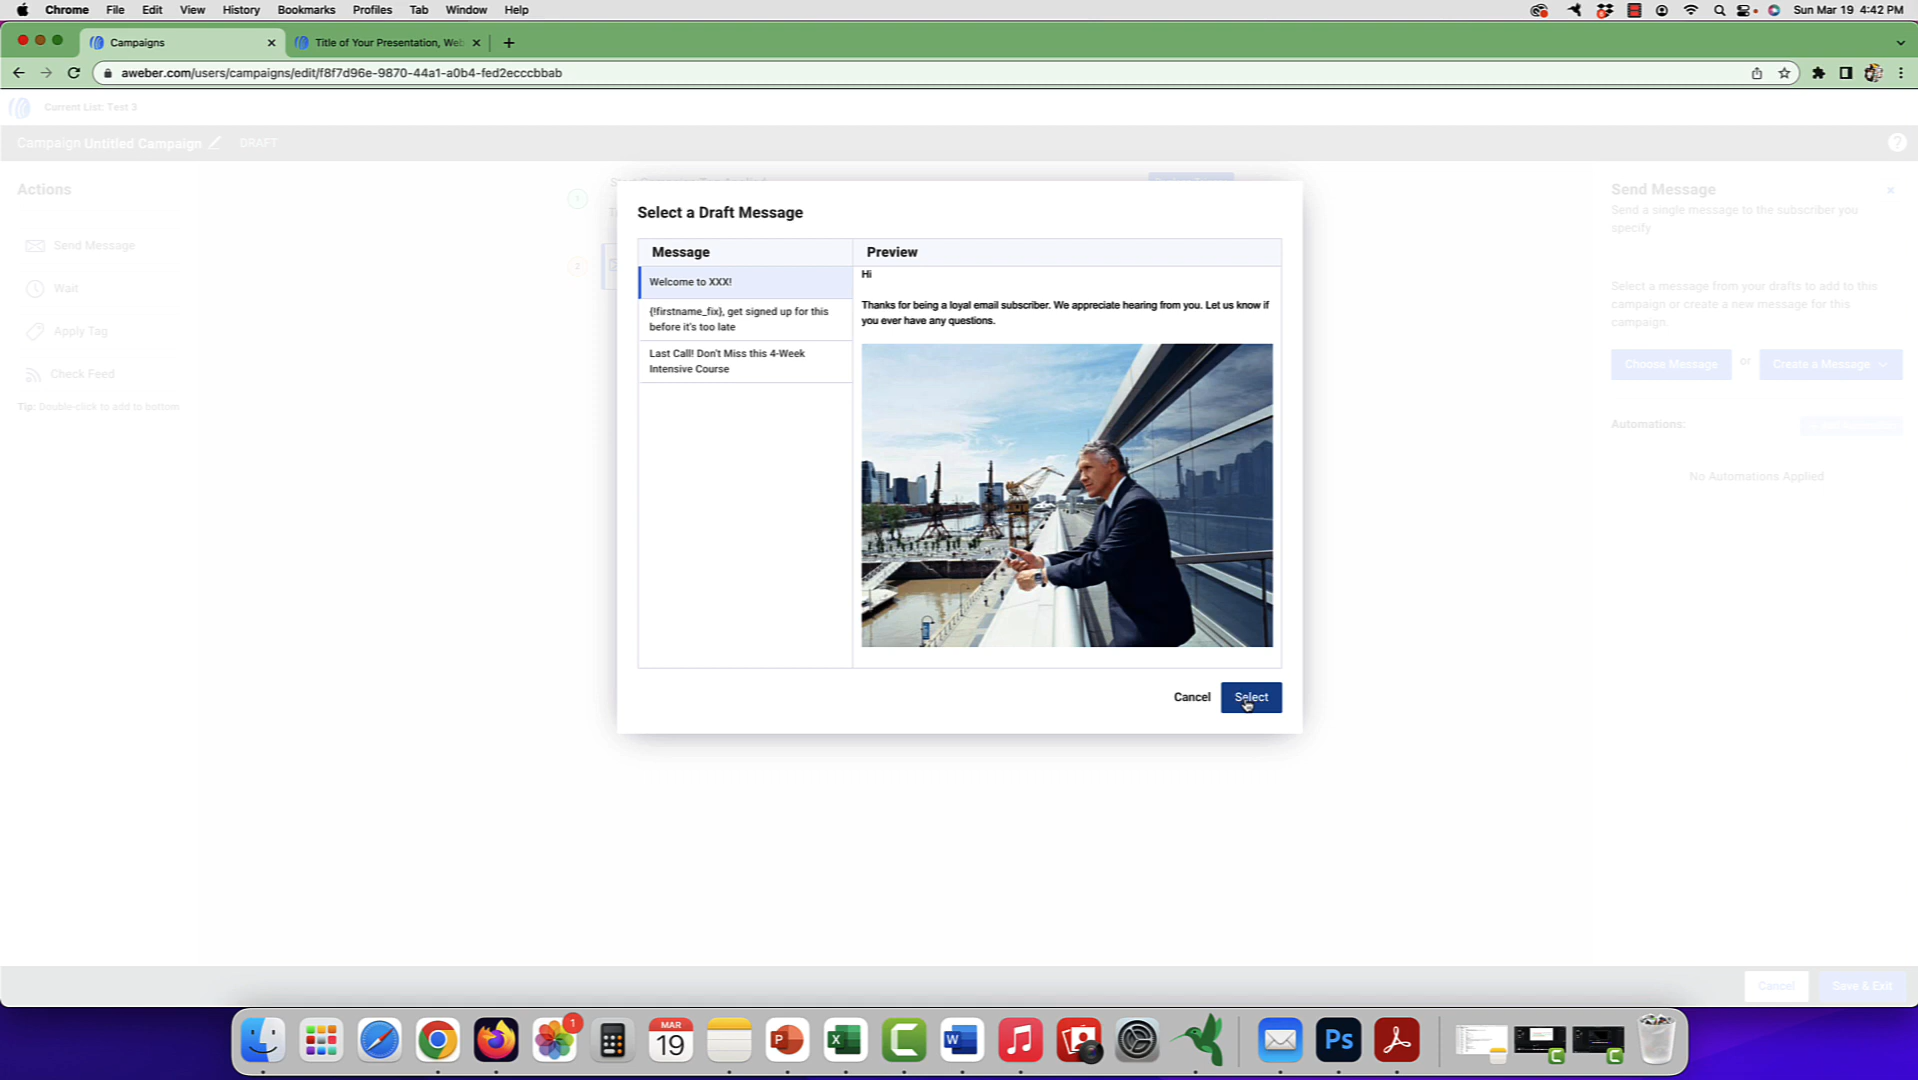 Chrome File Edit View History Bookmarks Profiles Tab Window Help
Sun Mar 19 4:42 PM
Campaigns
Title of Your Presentation, Web
aweber.com/users/campaigns/edit/f8f7d96e-9870-44a1-a0b4-fed2ecccbbab
Current List: Test 3
Campaign Untitled Campaign DRAFT
Actions
Send Message
Wait
Apply Tag
Check Feed
Tip: Double-click to add to bottom
1
2
Select a Draft Message
Message
Preview
Welcome to XXX!
{!firstname_fix}, get signed up for this
before it's too late
Last Call! Don't Miss this 4-Week
Intensive Course
Hi
Thanks for being a loyal email subscriber. We appreciate hearing from you. Let us know if
you ever have any questions.
Cancel
Select
Send Message
Send a single message to the subscriber you
specify
Select a message from your drafts to add to this
campaign or create a new message for this
campaign.
Choose Message or Create a Message
Automations:
No Automations Applied
Cancel
Save & Exit
1
MAR
19
P
X
C
W
Ps